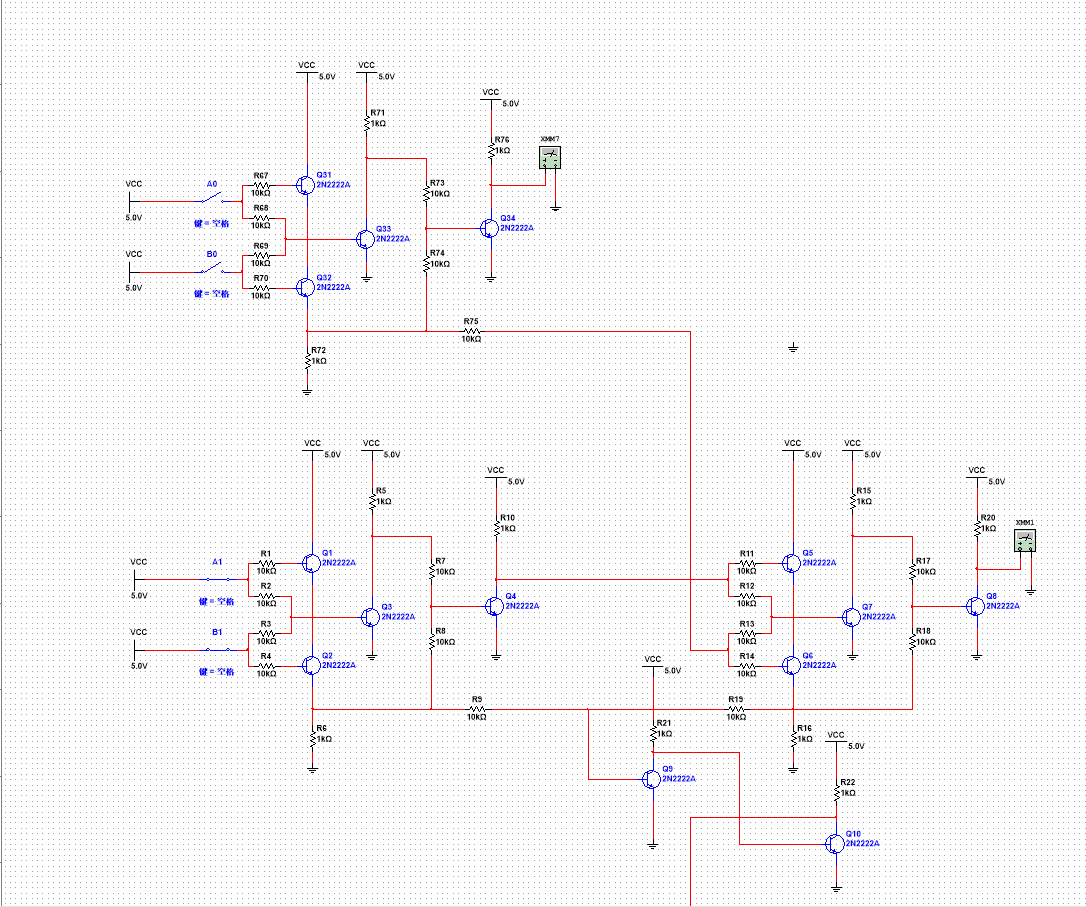 VCC
5.0V
VCC
5.0V
VCC
5.0V
R71
1kΩ
R76
1kΩ
XMM7
VCC
5.0V
A0
键 = 空格
R67
10kΩ
Q31
2N2222A
R68
10kΩ
R73
10kΩ
Q33
2N2222A
Q34
2N2222A
VCC
5.0V
B0
键 = 空格
R69
10kΩ
R70
10kΩ
Q32
2N2222A
R74
10kΩ
R75
10kΩ
R72
1kΩ
VCC
5.0V
VCC
5.0V
VCC
5.0V
R5
1kΩ
R10
1kΩ
VCC
5.0V
VCC
5.0V
VCC
5.0V
R15
1kΩ
R20
1kΩ
XMM1
VCC
5.0V
A1
键 = 空格
R1
10kΩ
Q1
2N2222A
R2
10kΩ
R7
10kΩ
Q3
2N2222A
Q4
2N2222A
VCC
5.0V
B1
键 = 空格
R3
10kΩ
R4
10kΩ
Q2
2N2222A
R8
10kΩ
R11
10kΩ
Q5
2N2222A
R12
10kΩ
R17
10kΩ
Q7
2N2222A
Q8
2N2222A
R13
10kΩ
R14
10kΩ
Q6
2N2222A
R18
10kΩ
R9
10kΩ
R6
1kΩ
VCC
5.0V
R19
10kΩ
R21
1kΩ
R16
1kΩ
VCC
5.0V
Q9
2N2222A
R22
1kΩ
Q10
2N2222A